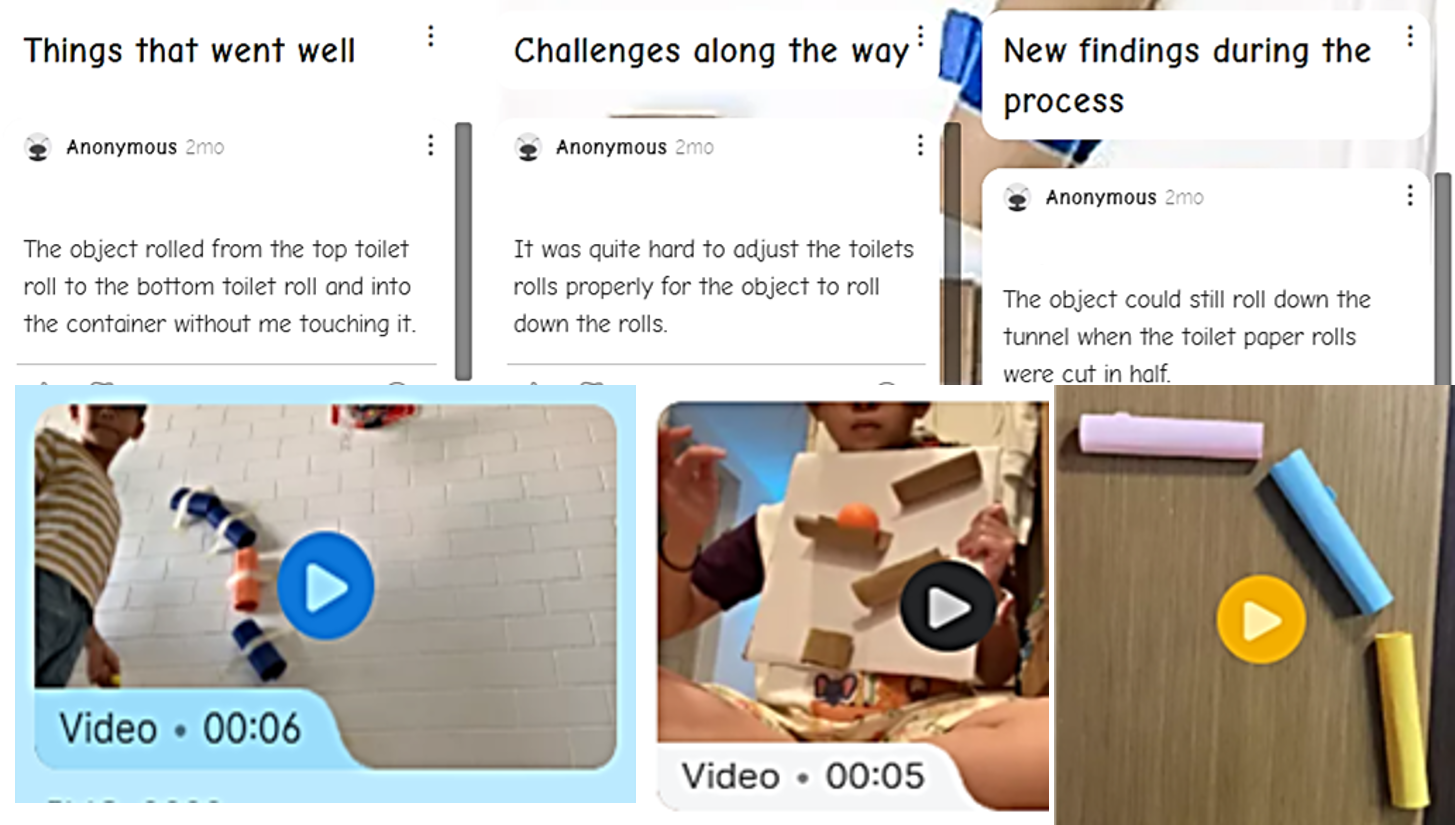 Things that went well
Anonymous 2mo
The object rolled from the top toilet
roll to the bottom toilet roll and into
the container without me touching it.
Challenges along the way
Anonymous 2mo
It was quite hard to adjust the toilets
rolls properly for the object to roll
down the rolls.
New findings during the
process
Anonymous 2mo
The object could still roll down the
tunnel when the toilet paper rolls
were cut in half.
Video • 00:06
Video • 00:05